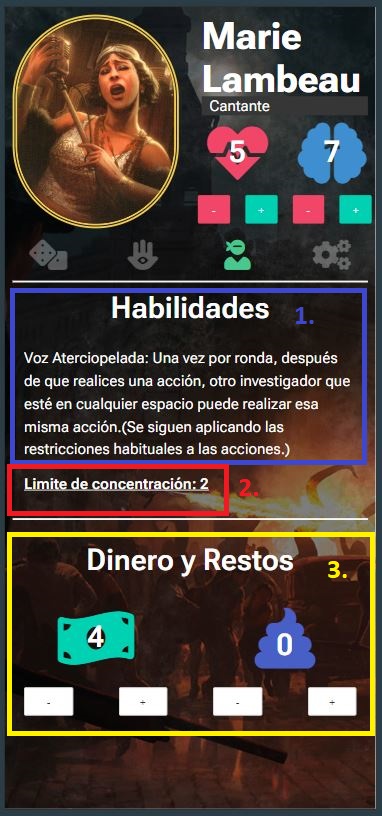 Marie
Lambeau
Cantante
5
7
- + - +
Habilidades
1.
Voz Aterciopelada: Una vez por ronda, después
de que realices una acción, otro investigador que
esté en cualquier espacio puede realizar esa
misma acción.(Se siguen aplicando las
restricciones habituales a las acciones.)
Limite de concentración: 2
2.
Dinero y Restos
3.
4
0
- + - +